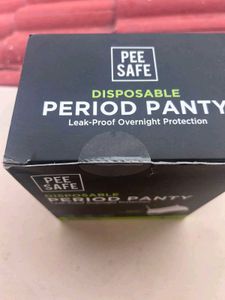 PEE
SAFE
DISPOSABLE
PERIOD PANTY
Leak-Proof Overnight Protection
PEE
SAFE
DISPOSABLE
PERIOD PANTY